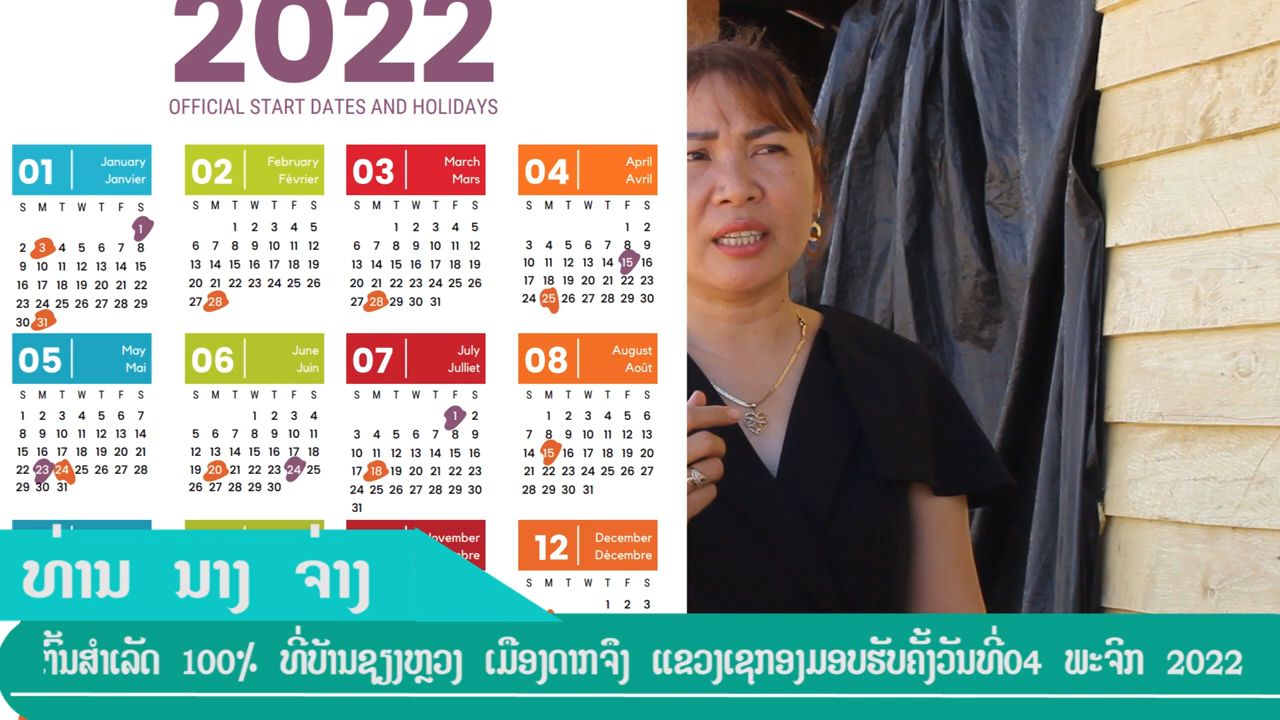 2022
OFFICIAL START DATES AND HOLIDAYS
01 January Janvier
S M T W T F S
1
2 3 4 5 6 7 8
9 10 11 12 13 14 15
16 17 18 19 20 21 22
23 24 25 26 27 28 29
30 31
02 February Fèvrier
S M T W T F S
1 2 3 4 5
6 7 8 9 10 11 12
13 14 15 16 17 18 19
20 21 22 23 24 25 26
27 28
03 March Mars
S M T W T F S
1 2 3 4 5
6 7 8 9 10 11 12
13 14 15 16 17 18 19
20 21 22 23 24 25 26
27 28 29 30 31
04 April Avril
S M T W T F S
1 2
3 4 5 6 7 8 9
10 11 12 13 14 15 16
17 18 19 20 21 22 23
24 25 26 27 28 29 30
05 May Mai
S M T W T F S
1 2 3 4 5 6 7
8 9 10 11 12 13 14
15 16 17 18 19 20 21
22 23 24 25 26 27 28
29 30 31
06 June Juin
S M T W T F S
1 2 3 4
5 6 7 8 9 10 11
12 13 14 15 16 17 18
19 20 21 22 23 24 25
26 27 28 29 30
07 July Julliet
S M T W T F S
1 2
3 4 5 6 7 8 9
10 11 12 13 14 15 16
17 18 19 20 21 22 23
24 25 26 27 28 29 30
31
08 August Août
S M T W T F S
1 2 3 4 5 6
7 8 9 10 11 12 13
14 15 16 17 18 19 20
21 22 23 24 25 26 27
28 29 30 31
12 December Dècembre
S M T W T F S
1 2 3
ທ່ານ ນາງ ຈ່າງ
ສຳເລັດ 100% ທີ່ບ້ານຊຽງຫຼວງ ເມືອງດາກຈຶງ ແຂວງເຊກອງມອບຮັບຄັ້ງວັນທີ່04 ພະຈິກ 2022